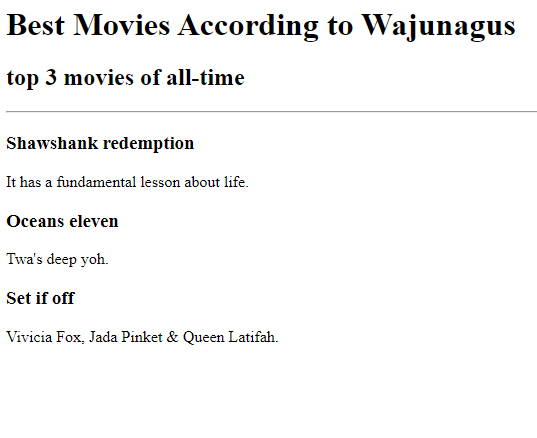 Best Movies According to Wajunagus
top 3 movies of all-time
Shawshank redemption
It has a fundamental lesson about life.
Oceans eleven
Twa's deep yoh.
Set if off
Vivicia Fox, Jada Pinket & Queen Latifah.